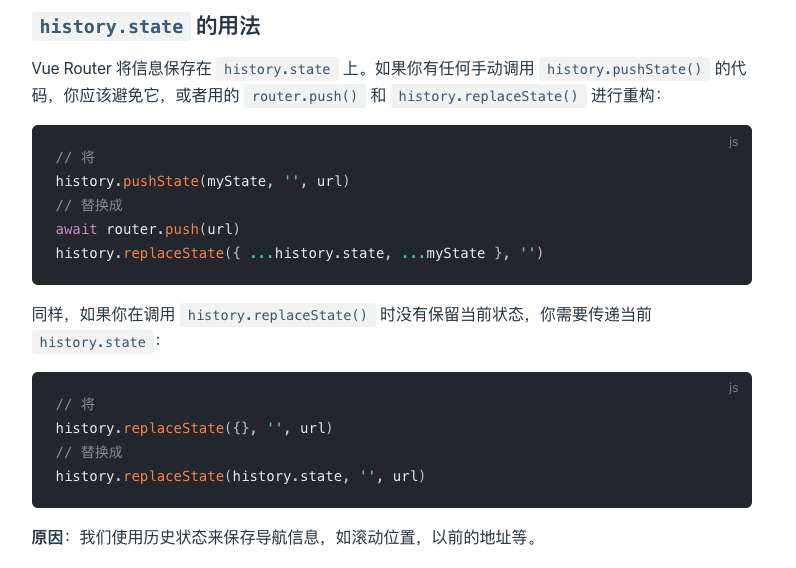 history.state 的用法
Vue Router 将信息保存在 history.state 上。如果你有任何手动调用 history.pushState() 的代
码，你应该避免它，或者用的 router.push() 和 history.replaceState() 进行重构：
js
// 将
history.pushState(myState, '', url)
// 替换成
await router.push(url)
history.replaceState({ ...history.state, ...myState }, '')
同样，如果你在调用 history.replaceState() 时没有保留当前状态，你需要传递当前
history.state ：
js
// 将
history.replaceState({}, '', url)
// 替换成
history.replaceState(history.state, '', url)
原因：我们使用历史状态来保存导航信息，如滚动位置，以前的地址等。